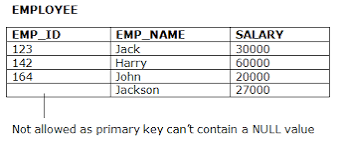 EMPLOYEE
EMP_ID EMP_NAME SALARY
123 Jack 30000
142 Harry 60000
164 John 20000
Jackson 27000
Not allowed as primary key can't contain a NULL value